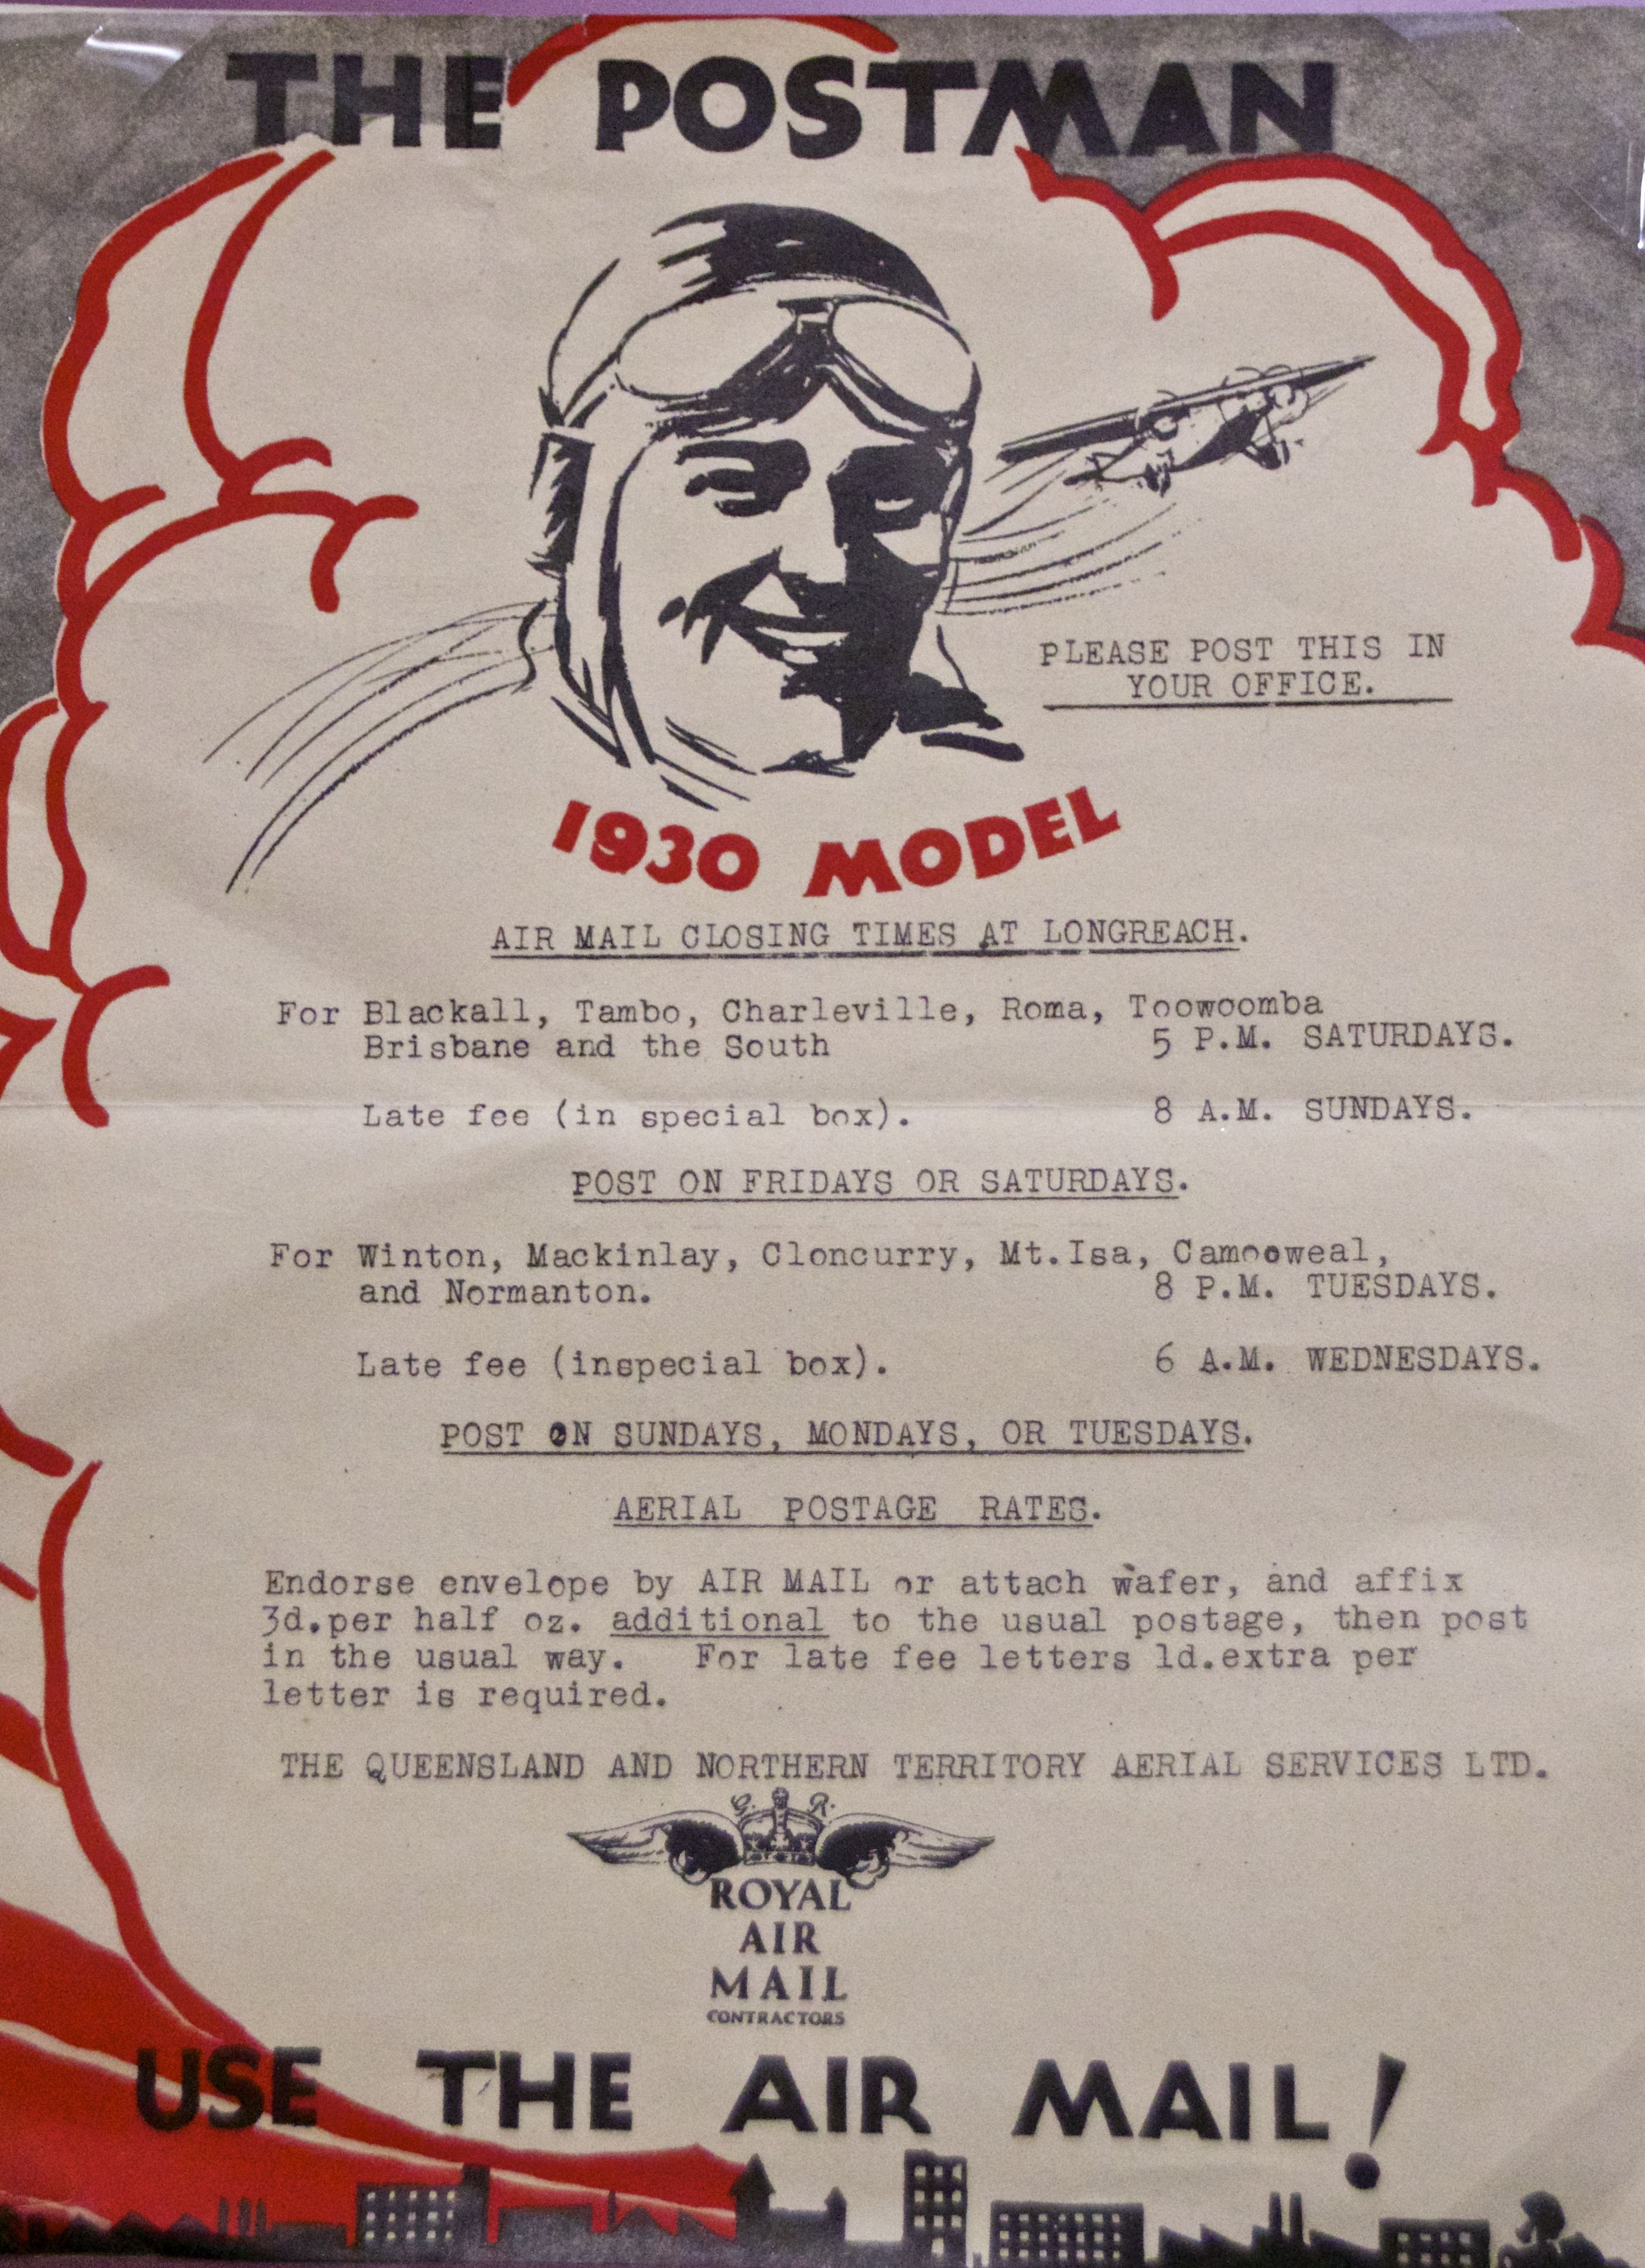 THE POSTMAN
PLEASE POST THIS IN
YOUR OFFICE.
1930 MODEL
AIR MAIL CLOSING TIMES AT LONGREACH.
For Blackall, Tambo, Charleville, Roma, Toowoomba
Brisbane and the South 5 P.M. SATURDAYS.
Late fee (in special box). 8 A.M. SUNDAYS.
POST ON FRIDAYS OR SATURDAYS.
For Winton, Mackinlay, Cloncurry, Mt.Isa, Camooweal,
and Normanton. 8 P.M. TUESDAYS.
Late fee (inspecial box). 6 A.M. WEDNESDAYS.
POST ON SUNDAYS, MONDAYS, OR TUESDAYS.
AERIAL POSTAGE RATES.
Endorse envelope by AIR MAIL or attach wafer, and affix
3d.per half oz. additional to the usual postage, then post
in the usual way. For late fee letters 1d.extra per
letter is required.
THE QUEENSLAND AND NORTHERN TERRITORY AERIAL SERVICES LTD.
G. R.
ROYAL
AIR
MAIL
CONTRACTORS
USE THE AIR MAIL!